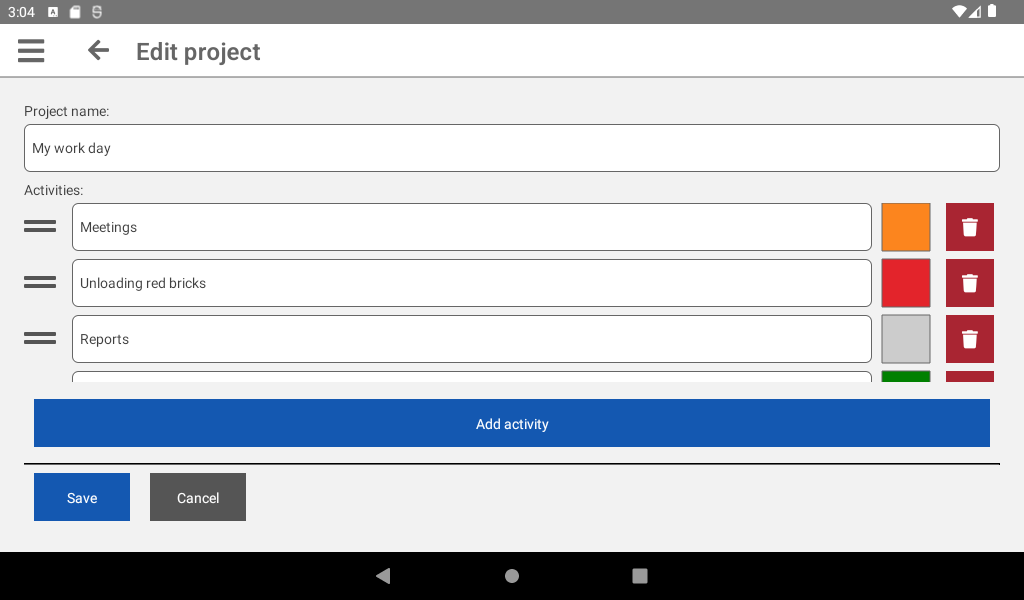 3:04
Edit project
Project name:
My work day
Activities:
Meetings
Unloading red bricks
Reports
Add activity
Save
Cancel